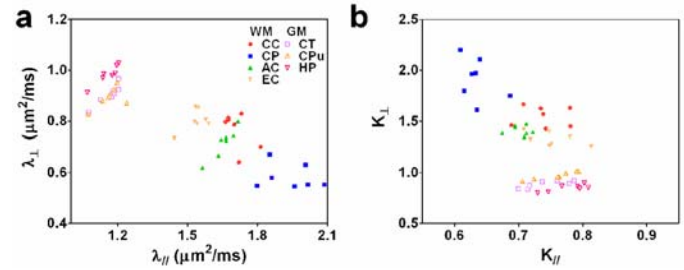 a
b
WM GM
CC CT
CP CPu
AC HP
EC
1.2
1.0
0.8
0.6
0.4
λ⊥ (μm²/ms)
1.2 1.5 1.8 2.1
λ// (μm²/ms)
2.5
2.0
1.5
1.0
0.5
K⊥
0.6 0.7 0.8 0.9
K//